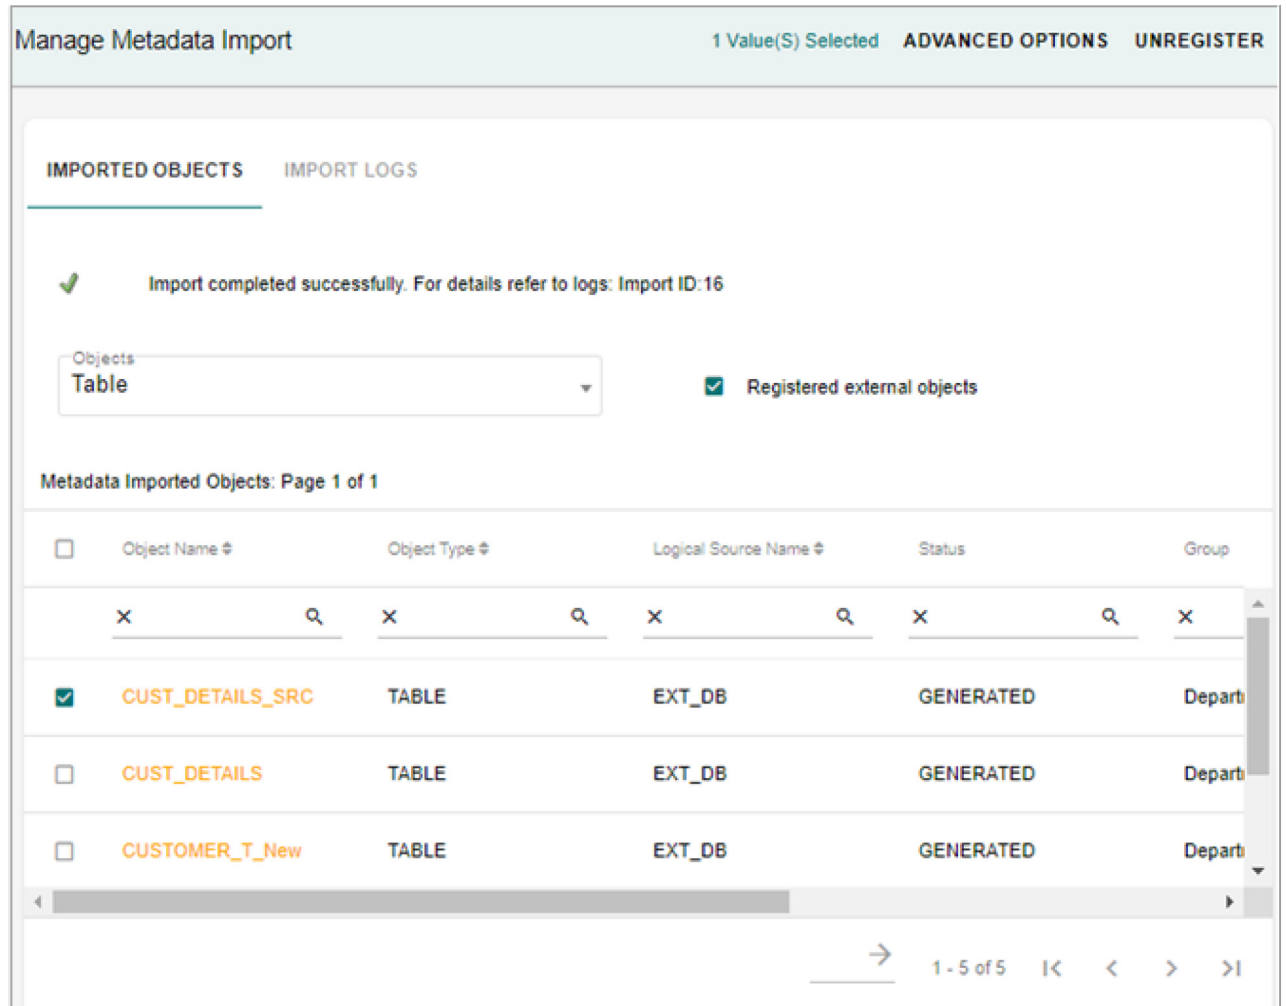 Manage Metadata Import 1 Value(S) Selected ADVANCED OPTIONS UNREGISTER
IMPORTED OBJECTS IMPORT LOGS
Import completed successfully. For details refer to logs: Import ID:16
Objects
Table
Registered external objects
Metadata Imported Objects: Page 1 of 1
Object Name Object Type Logical Source Name Status Group
CUST_DETAILS_SRC TABLE EXT_DB GENERATED Depart
CUST_DETAILS TABLE EXT_DB GENERATED Depart
CUSTOMER_T_New TABLE EXT_DB GENERATED Depart
1 - 5 of 5